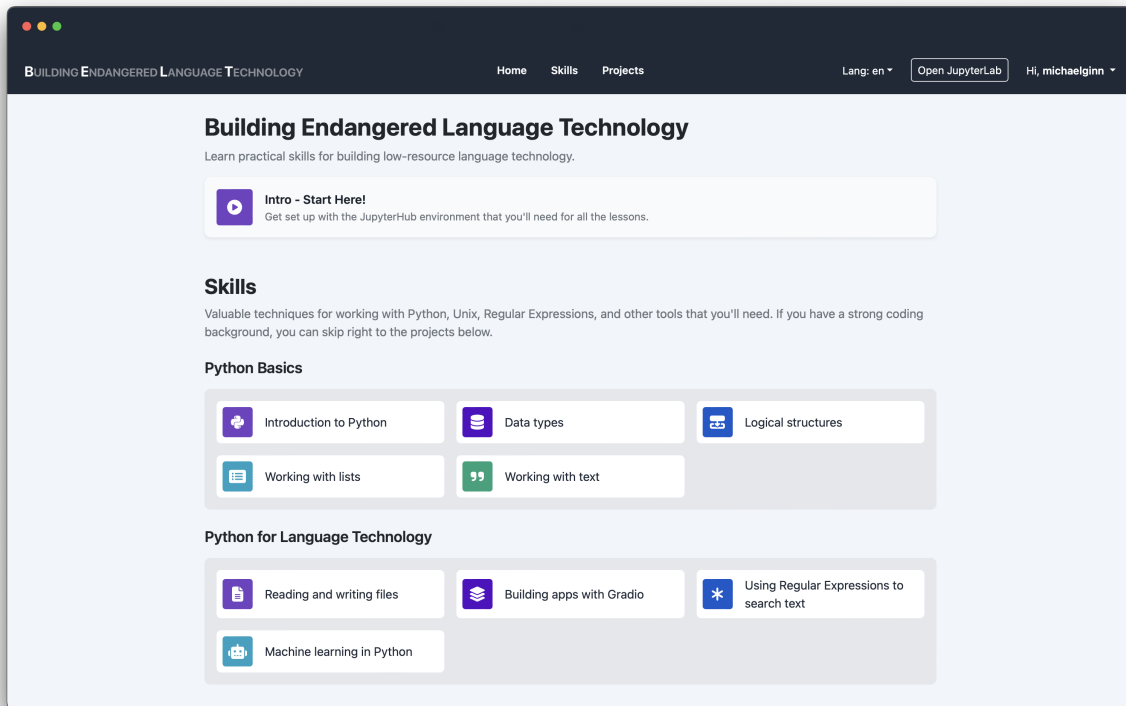 BUILDING ENDANGERED LANGUAGE TECHNOLOGY
Home Skills Projects
Lang: en
Open JupyterLab
Hi, michaelginn
Building Endangered Language Technology
Learn practical skills for building low-resource language technology.
Intro - Start Here!
Get set up with the JupyterHub environment that you'll need for all the lessons.
Skills
Valuable techniques for working with Python, Unix, Regular Expressions, and other tools that you'll need. If you have a strong coding
background, you can skip right to the projects below.
Python Basics
Introduction to Python
Data types
Logical structures
Working with lists
Working with text
Python for Language Technology
Reading and writing files
Building apps with Gradio
Using Regular Expressions to
search text
Machine learning in Python